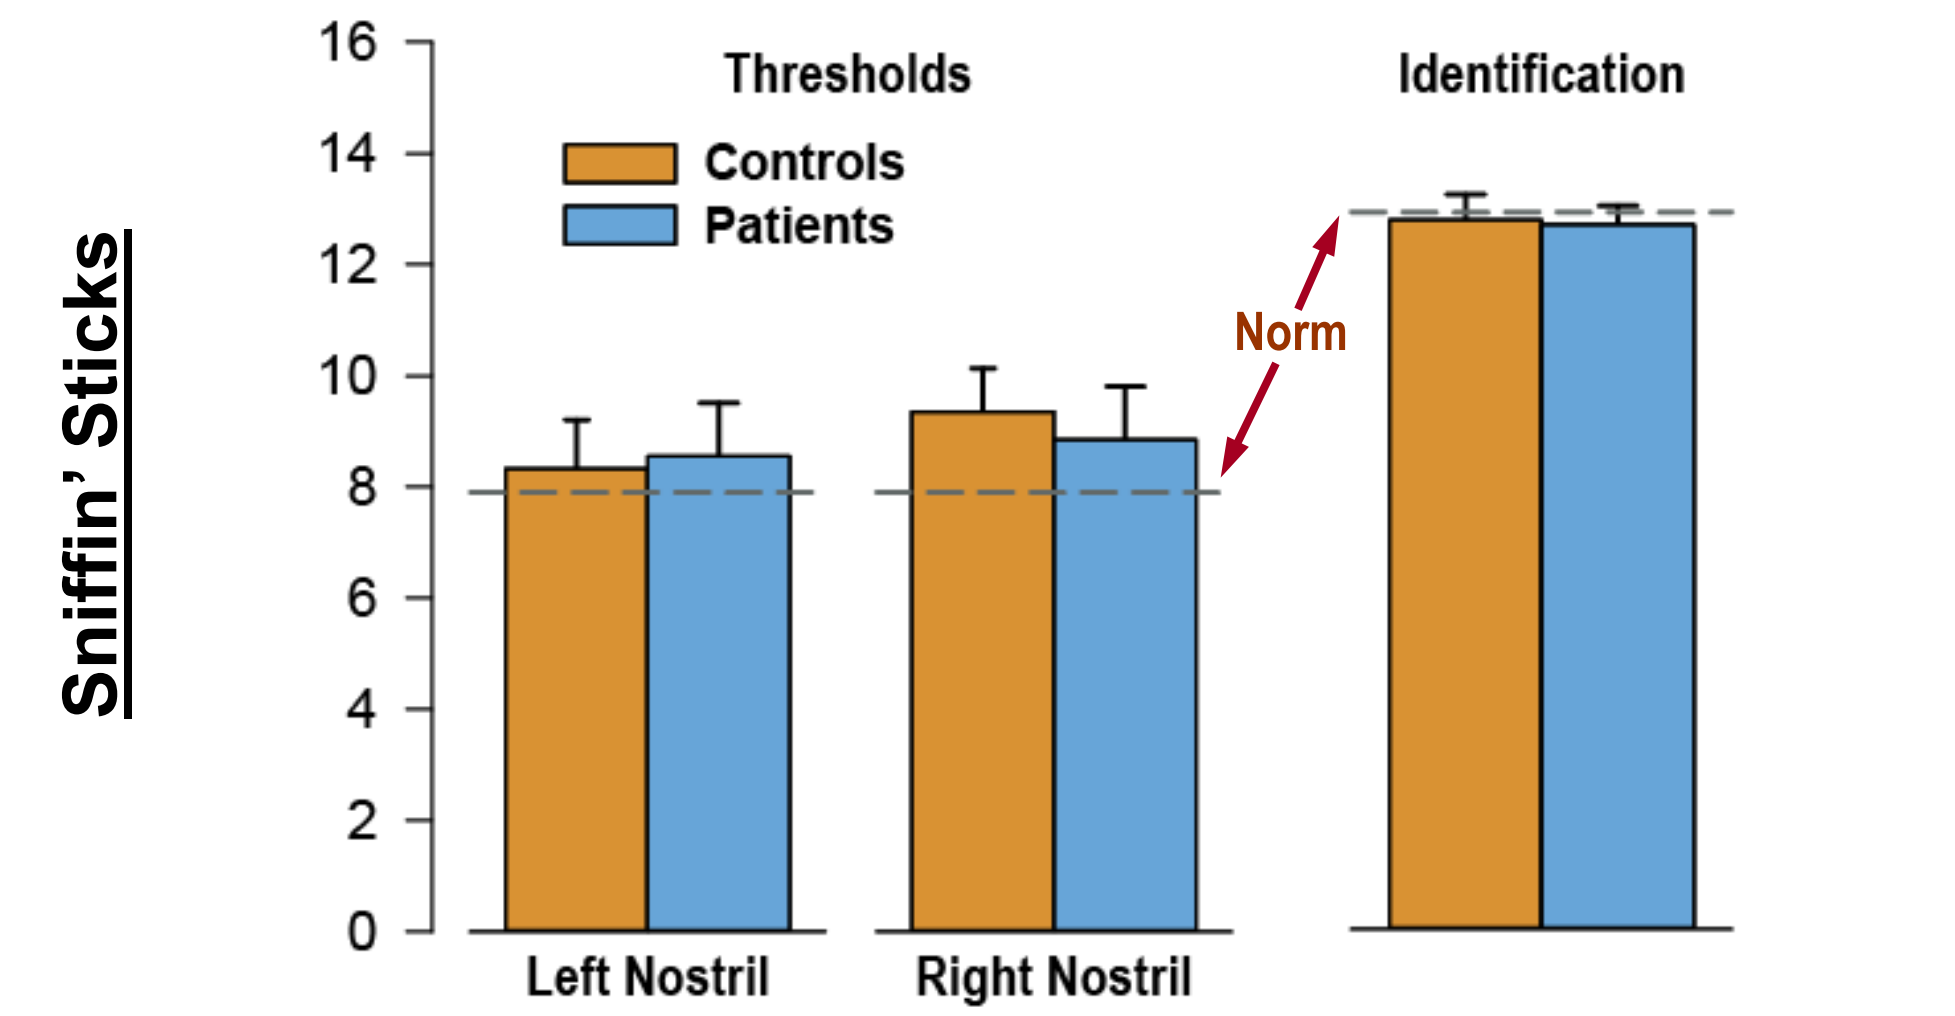 Sniffin’ Sticks
16
14
12
10
8
6
4
2
0
Thresholds
Controls
Patients
Identification
Norm
Left Nostril
Right Nostril